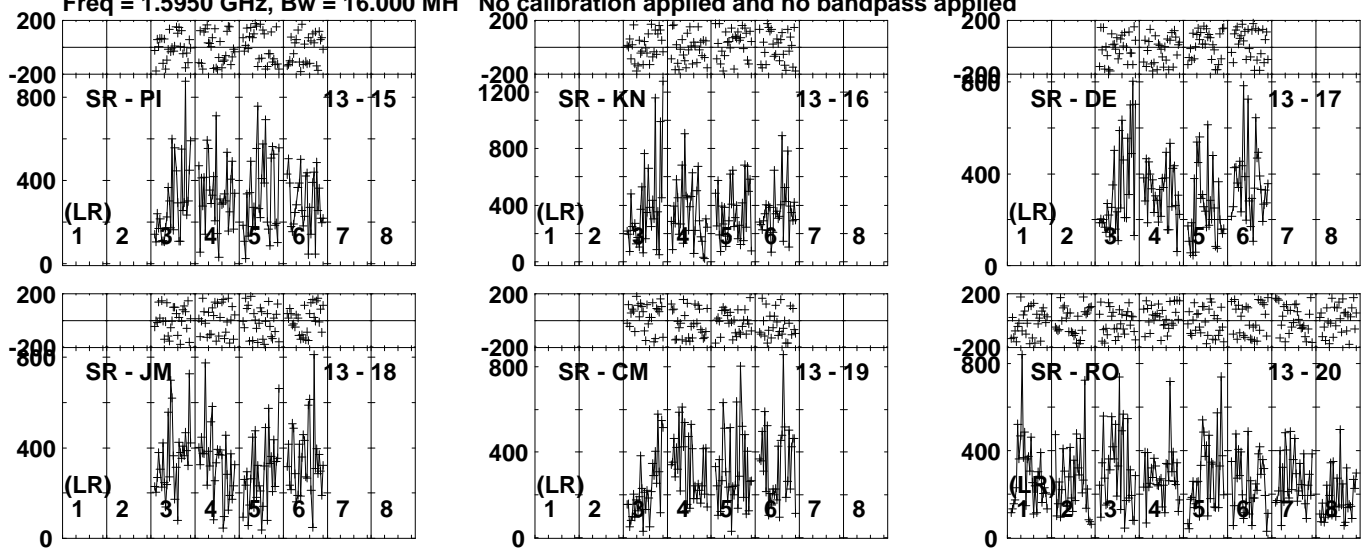 Freq = 1.5950 GHz, Bw = 16.000 MH No calibration applied and no bandpass applied
200
-200
800
400
0
SR - PI 13 - 15
(LR)
1 2 3 4 5 6 7 8
200
-200
1200
800
400
0
SR - KN 13 - 16
(LR)
1 2 3 4 5 6 7 8
200
-200
800
400
0
SR - DE 13 - 17
(LR)
1 2 3 4 5 6 7 8
200
-200
800
400
0
SR - JM 13 - 18
(LR)
1 2 3 4 5 6 7 8
200
-200
800
400
0
SR - CM 13 - 19
(LR)
1 2 3 4 5 6 7 8
200
-200
800
400
0
SR - RO 13 - 20
(LR)
1 2 3 4 5 6 7 8